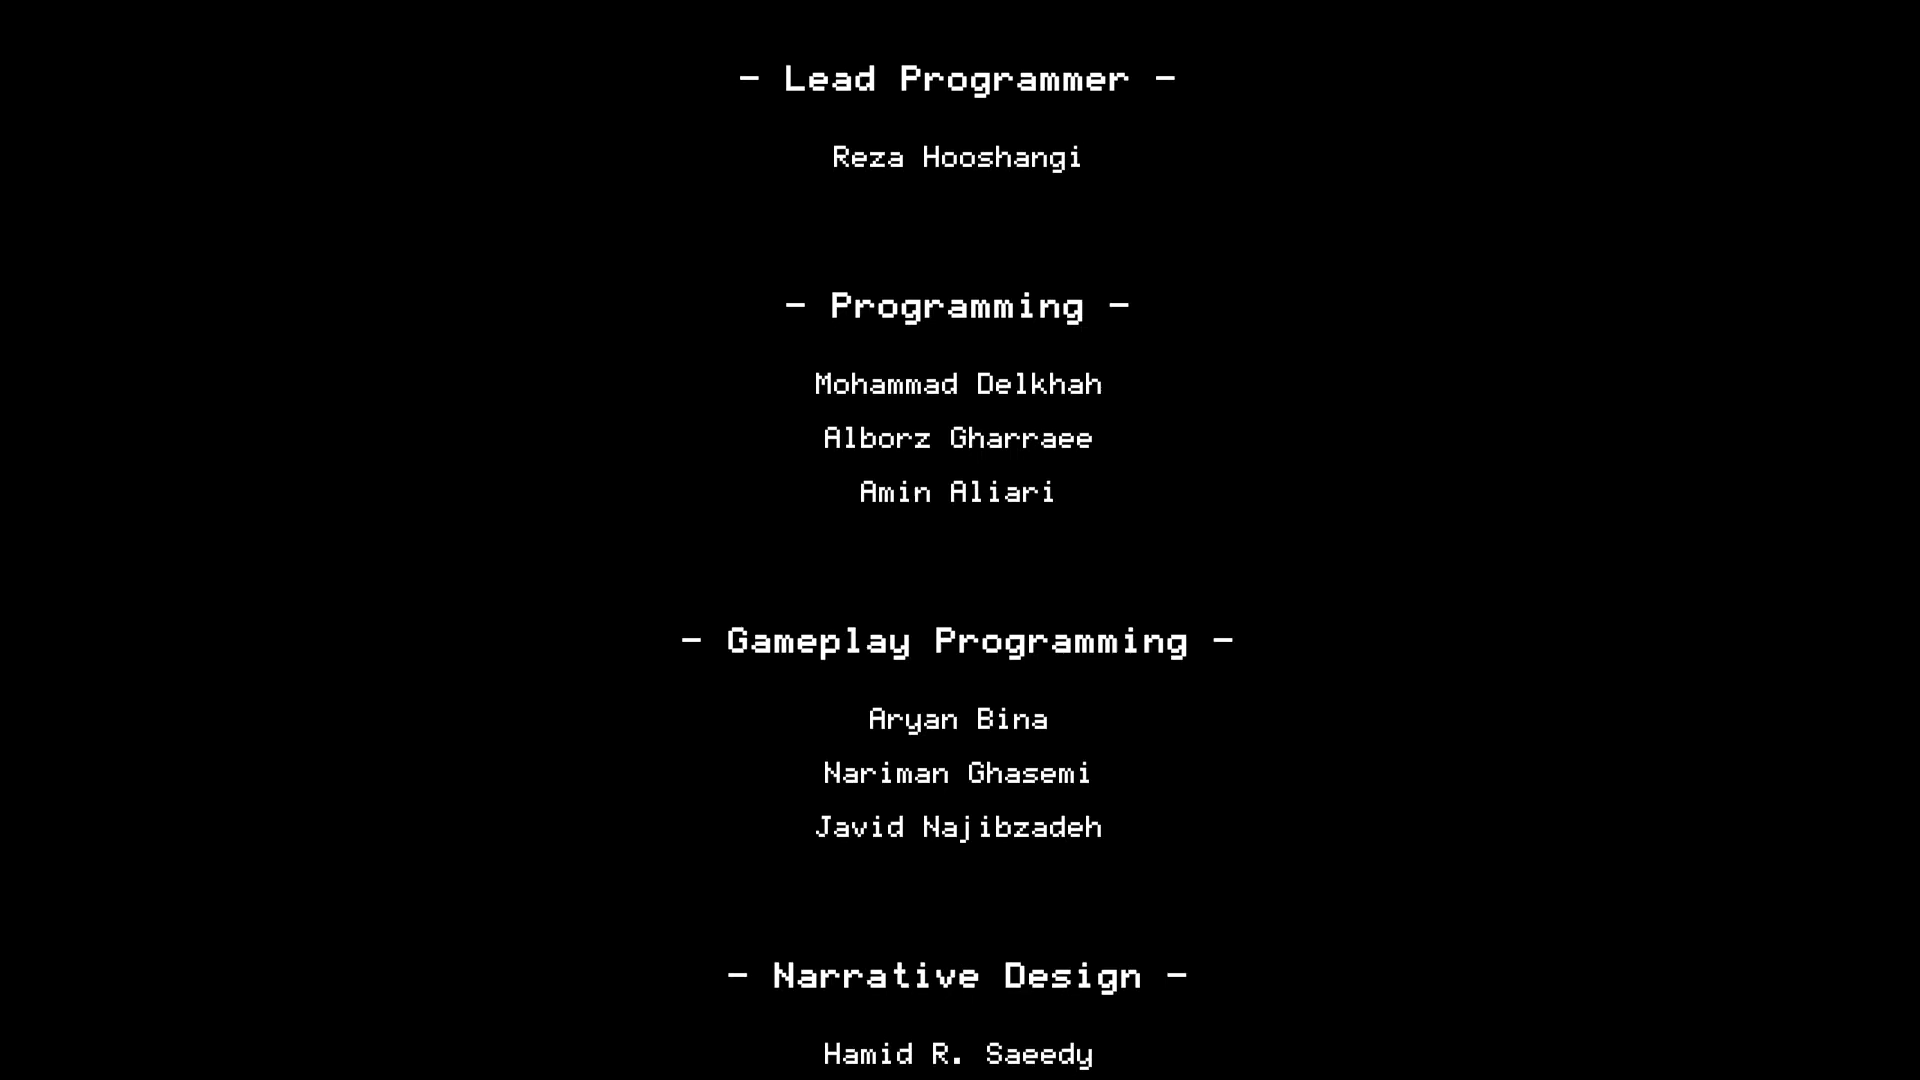 - Lead Programmer -
Reza Hooshangi
- Programming -
Mohammad Delkhah
Alborz Gharraee
Amin Aliari
- Gameplay Programming -
Aryan Bina
Nariman Ghasemi
Javid Najibzadeh
- Narrative Design -
Hamid R. Saeedy